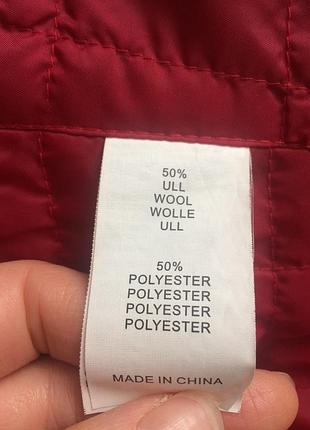 50%
ULL
WOOL
WOLLE
ULL
50%
POLYESTER
POLYESTER
POLYESTER
POLYESTER
MADE IN CHINA